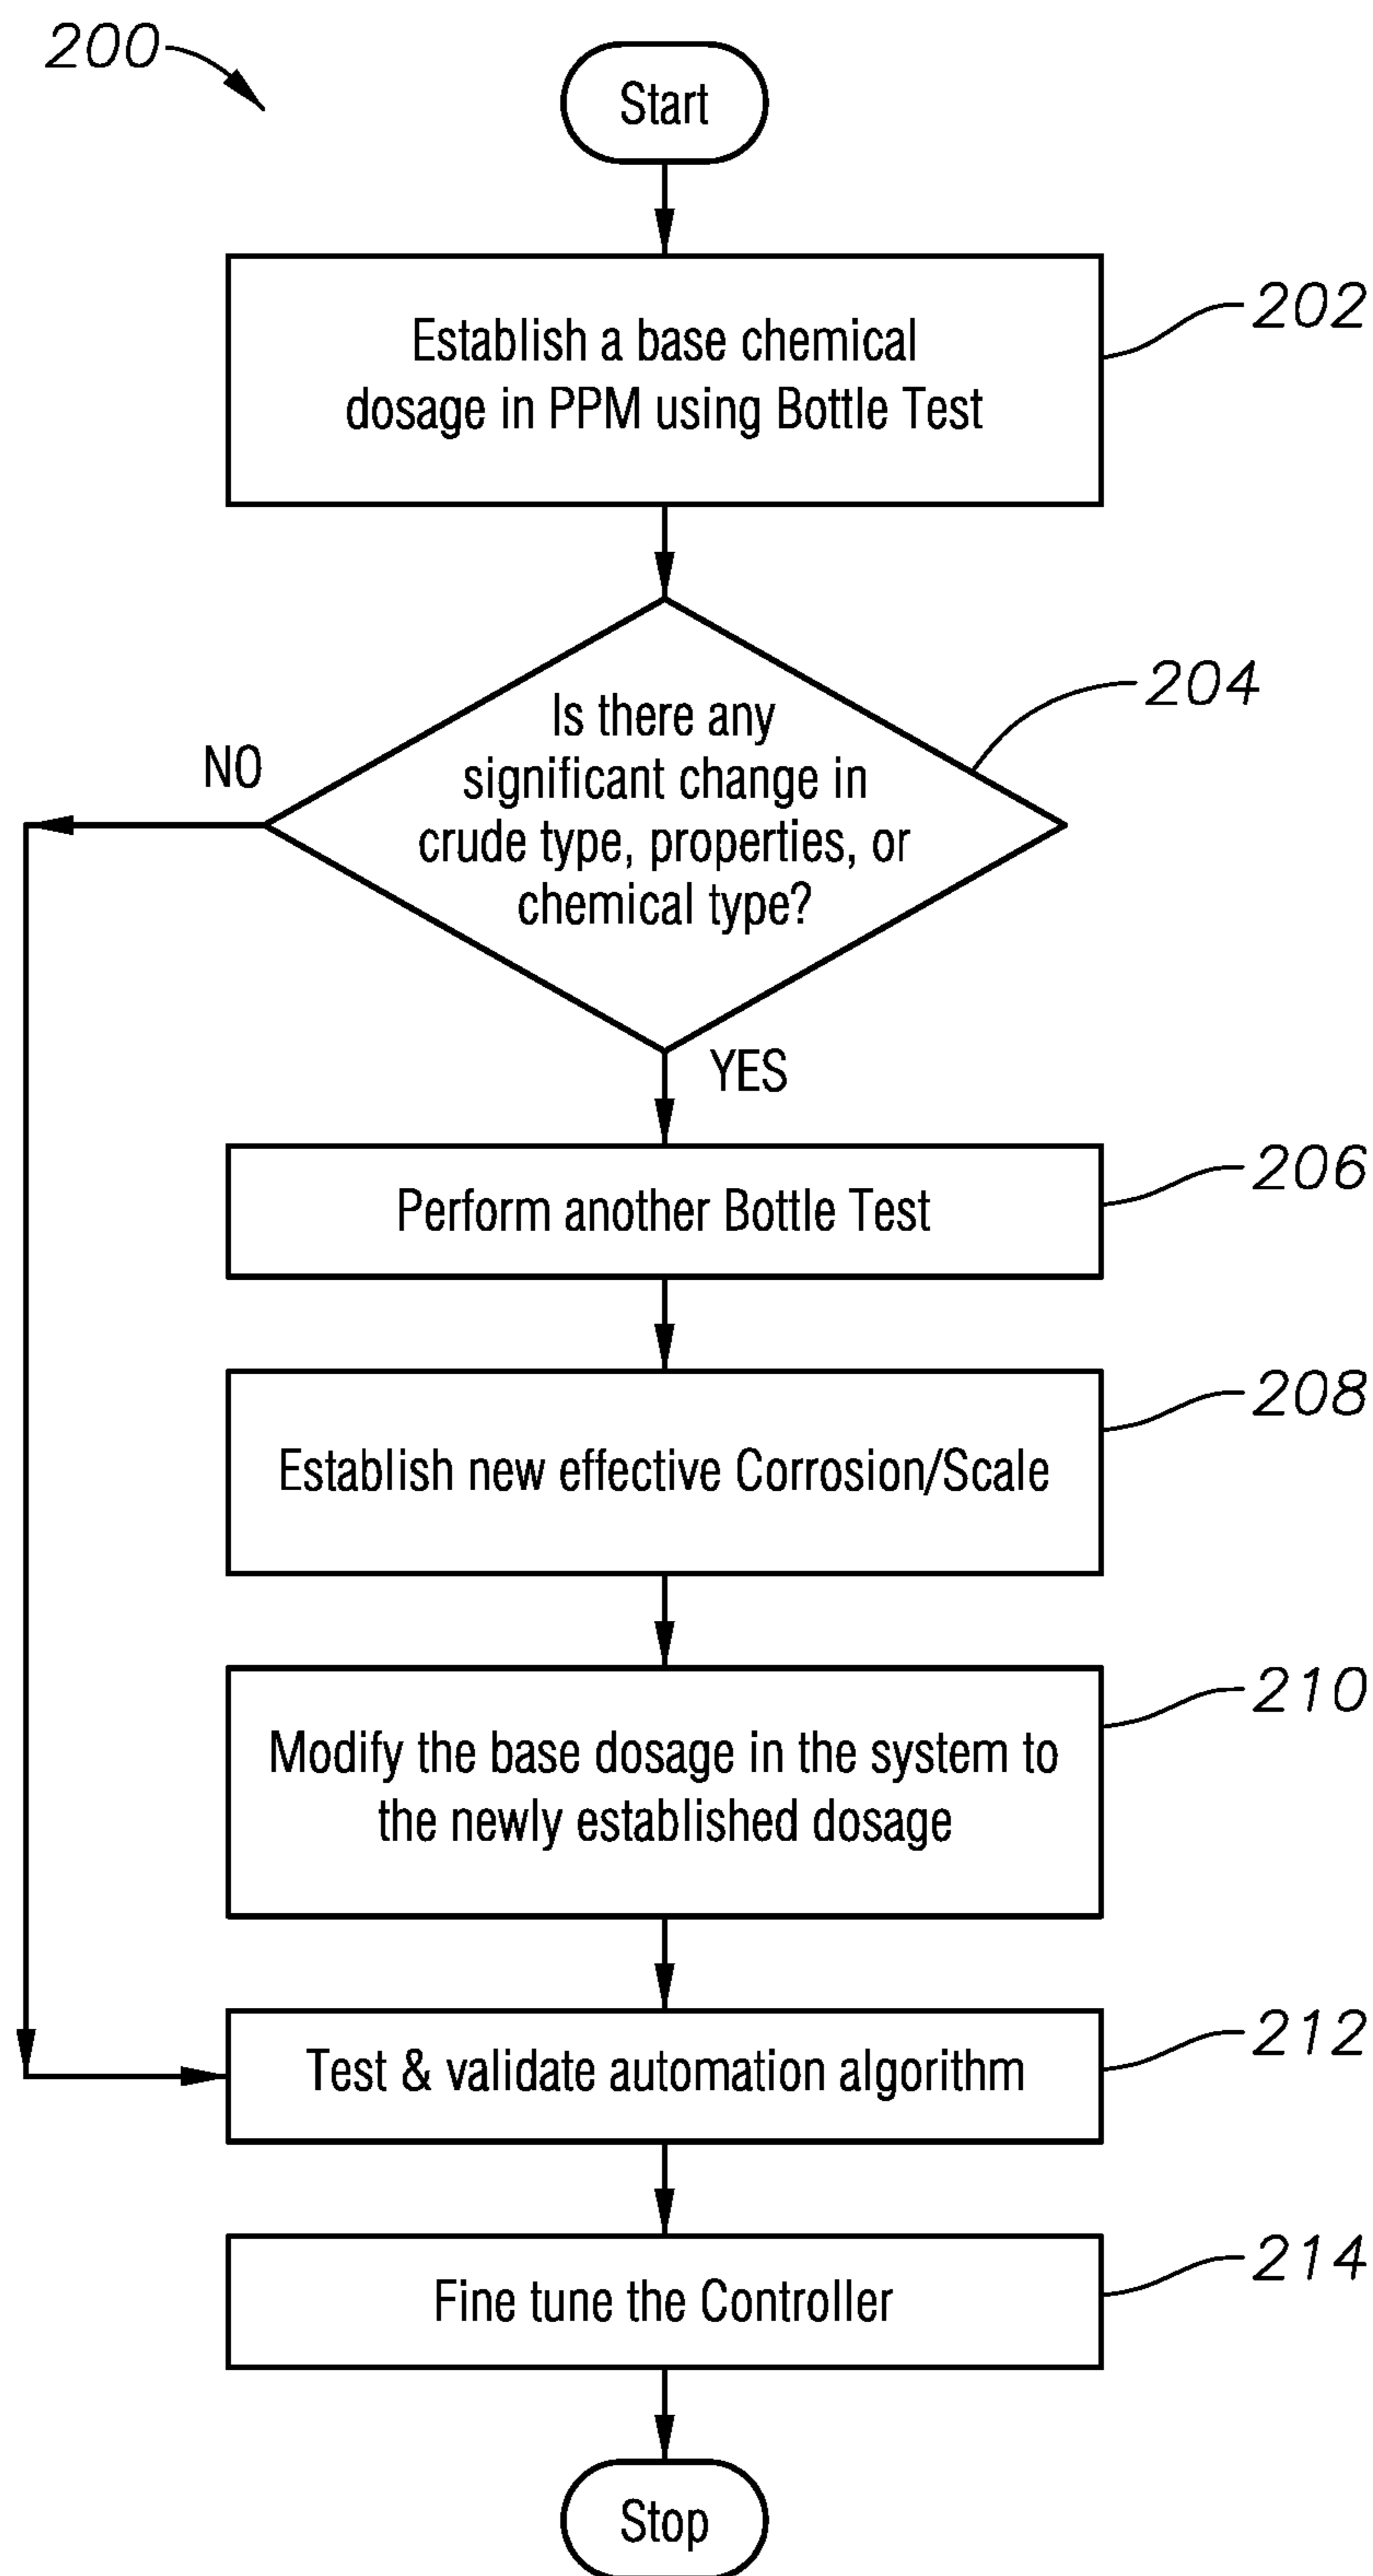 200
Start
Establish a base chemical
dosage in PPM using Bottle Test
202
Is there any
significant change in
crude type, properties, or
chemical type?
204
NO
YES
Perform another Bottle Test
206
Establish new effective Corrosion/Scale
208
Modify the base dosage in the system to
the newly established dosage
210
Test & validate automation algorithm
212
Fine tune the Controller
214
Stop